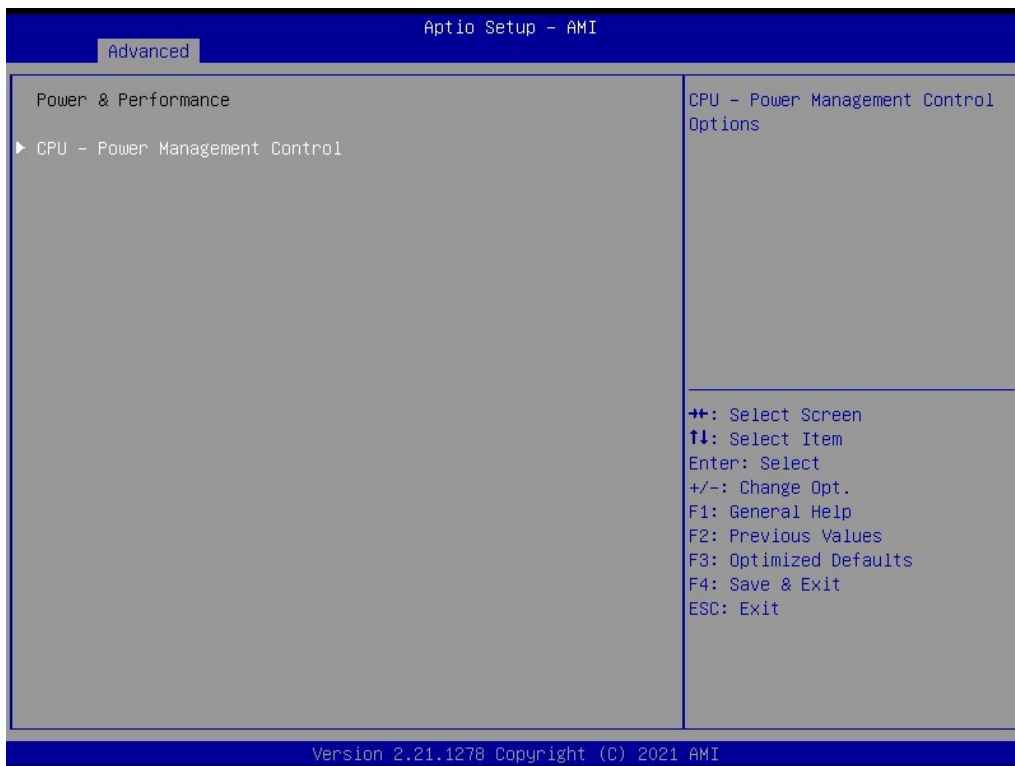 Aptio Setup – AMI
Advanced
Power & Performance
▶ CPU – Power Management Control
CPU – Power Management Control
Options
→←: Select Screen
↑↓: Select Item
Enter: Select
+/-: Change Opt.
F1: General Help
F2: Previous Values
F3: Optimized Defaults
F4: Save & Exit
ESC: Exit
Version 2.21.1278 Copyright (C) 2021 AMI